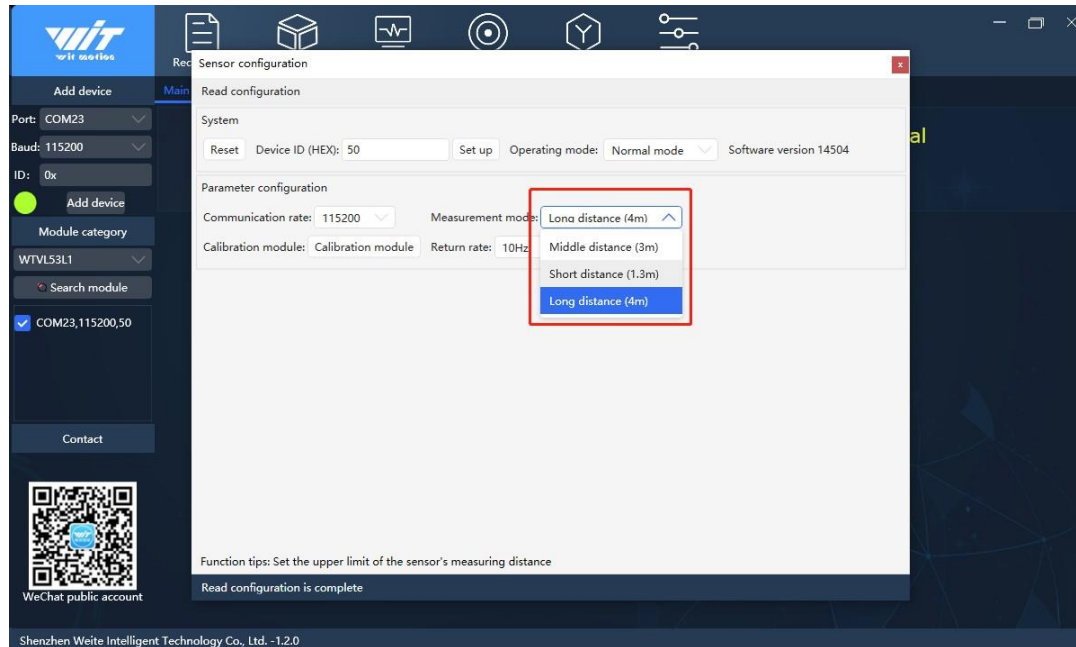 WiT
wit motion
Rec
Add device
Main
Port: COM23
Baud: 115200
ID: 0x
Add device
Module category
WTVL53L1
Search module
COM23,115200,50
Contact
WeChat public account
Shenzhen Weite Intelligent Technology Co., Ltd. -1.2.0
al
Sensor configuration
x
Read configuration
System
Reset Device ID (HEX): 50 Set up Operating mode: Normal mode Software version 14504
Parameter configuration
Communication rate: 115200 Measurement mode: Long distance (4m)
Calibration module: Calibration module Return rate: 10Hz
Middle distance (3m)
Short distance (1.3m)
Long distance (4m)
Function tips: Set the upper limit of the sensor's measuring distance
Read configuration is complete